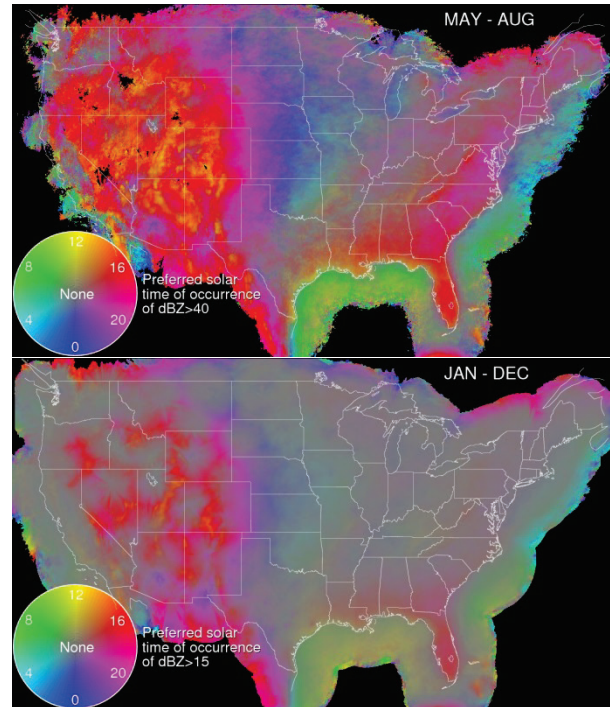 MAY - AUG
12
8
16
None
4
20
0
Preferred solar
time of occurrence
of dBZ>40
JAN - DEC
12
8
16
None
4
20
0
Preferred solar
time of occurrence
of dBZ>15